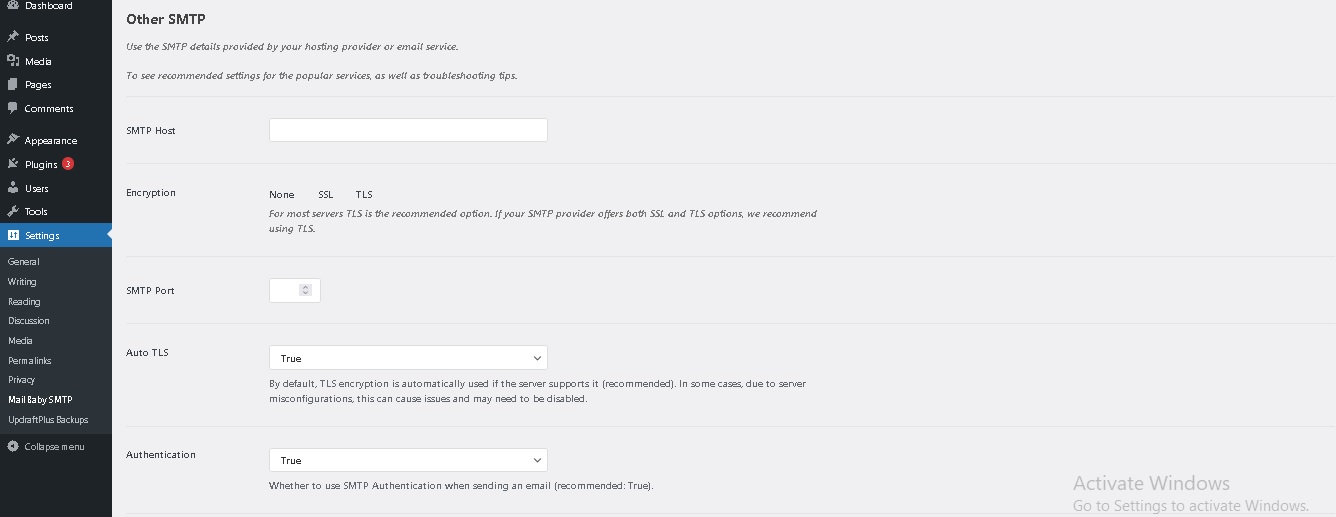 Dashboard
Posts
Media
Pages
Comments
Appearance
Plugins 3
Users
Tools
Settings
General
Writing
Reading
Discussion
Media
Permalinks
Privacy
Mail Baby SMTP
UpdraftPlus Backups
Collapse menu
Other SMTP
Use the SMTP details provided by your hosting provider or email service.
To see recommended settings for the popular services, as well as troubleshooting tips.
SMTP Host
Encryption
None SSL TLS
For most servers TLS is the recommended option. If your SMTP provider offers both SSL and TLS options, we recommend
using TLS.
SMTP Port
Auto TLS
True
By default, TLS encryption is automatically used if the server supports it (recommended). In some cases, due to server
misconfigurations, this can cause issues and may need to be disabled.
Authentication
True
Whether to use SMTP Authentication when sending an email (recommended: True).
Activate Windows
Go to Settings to activate Windows.